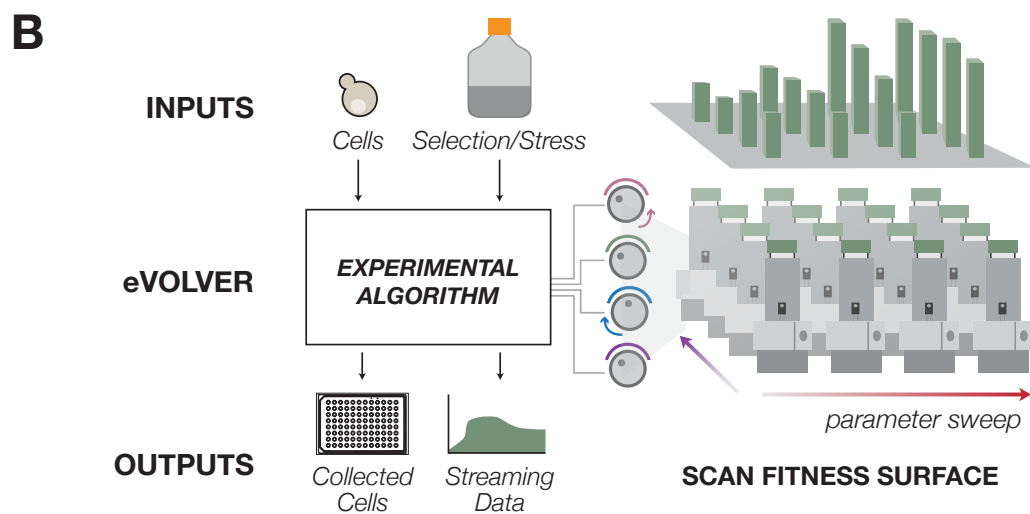 B
INPUTS
Cells
Selection/Stress
eVOLVER
EXPERIMENTAL
ALGORITHM
parameter sweep
OUTPUTS
Collected
Cells
Streaming
Data
SCAN FITNESS SURFACE